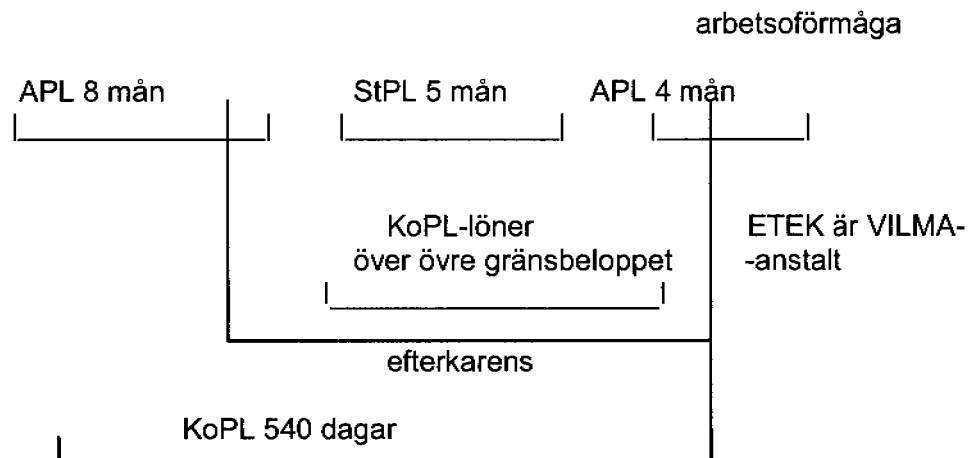 arbetsoförmåga
APL 8 mån StPL 5 mån APL 4 mån
KoPL-löner ETEK är VILMA-
över övre gränsbeloppet -anstalt
efterkarens
KoPL 540 dagar